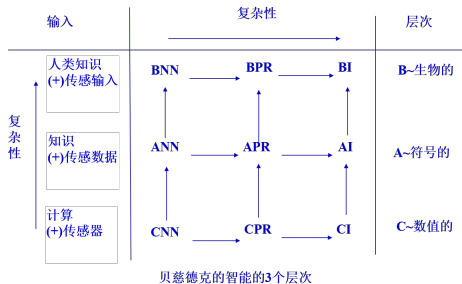 输入
复杂性
层次
人类知识
(+)传感输入
BNN
BPR
BI
B~生物的
复杂性
知识
(+)传感数据
ANN
APR
AI
A~符号的
计算
(+)传感器
CNN
CPR
CI
C~数值的
贝慈德克的智能的3个层次